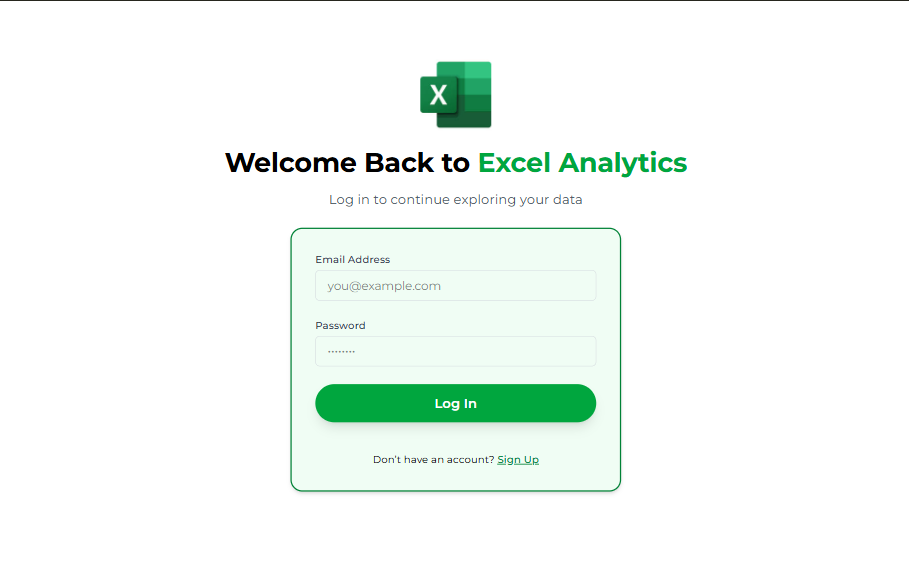 X
Welcome Back to Excel Analytics
Log in to continue exploring your data
Email Address
you@example.com
Password
••••••••
Log In
Don't have an account? Sign Up